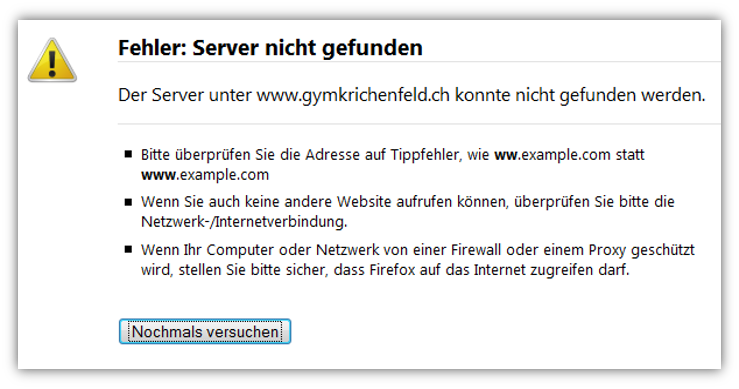 Fehler: Server nicht gefunden
Der Server unter www.gymkrichenfeld.ch konnte nicht gefunden werden.
Bitte überprüfen Sie die Adresse auf Tippfehler, wie ww.example.com statt
www.example.com
Wenn Sie auch keine andere Website aufrufen können, überprüfen Sie bitte die
Netzwerk-/Internetverbindung.
Wenn Ihr Computer oder Netzwerk von einer Firewall oder einem Proxy geschützt
wird, stellen Sie bitte sicher, dass Firefox auf das Internet zugreifen darf.
Nochmals versuchen